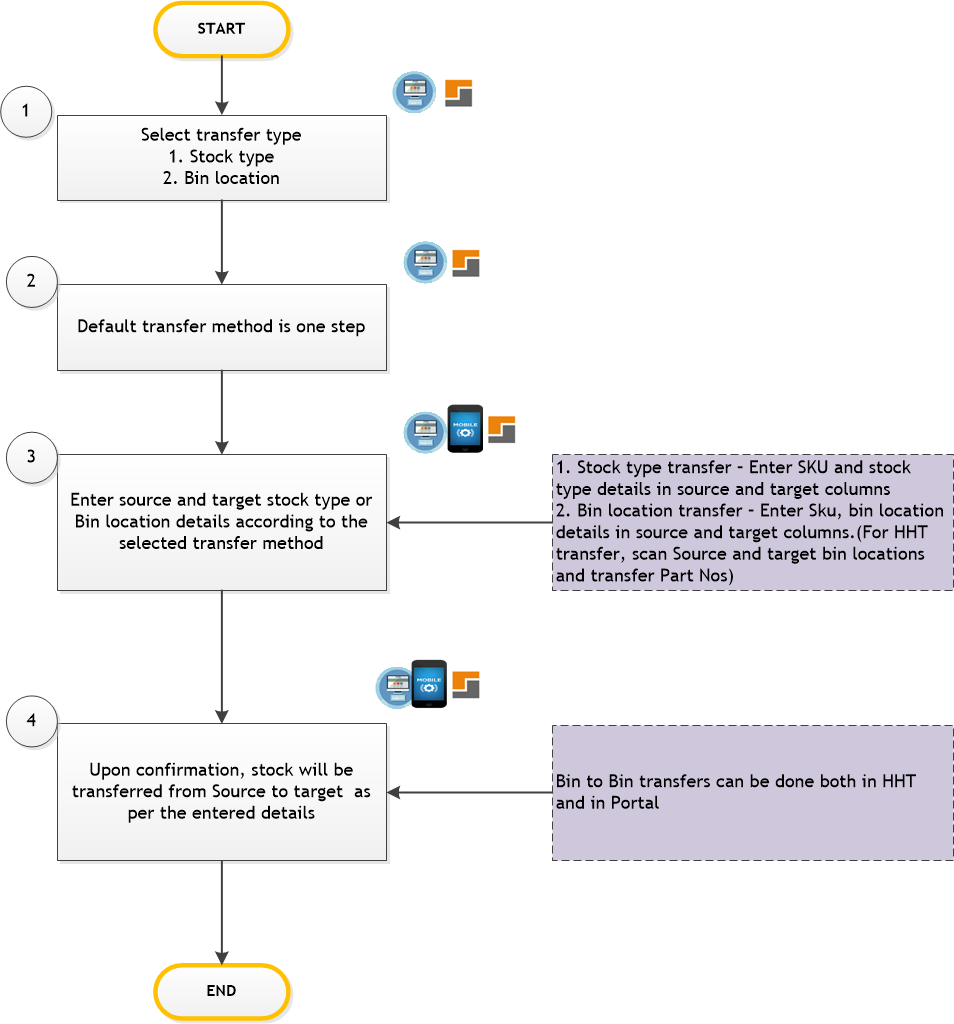 START
1
Select transfer type
1. Stock type
2. Bin location
2
Default transfer method is one step
3
MOBILE
Enter source and target stock type or
Bin location details according to the
selected transfer method
1. Stock type transfer – Enter SKU and stock
type details in source and target columns
2. Bin location transfer – Enter Sku, bin location
details in source and target columns.(For HHT
transfer, scan Source and target bin locations
and transfer Part Nos)
4
MOBILE
Upon confirmation, stock will be
transferred from Source to target  as
per the entered details
Bin to Bin transfers can be done both in HHT
and in Portal
END